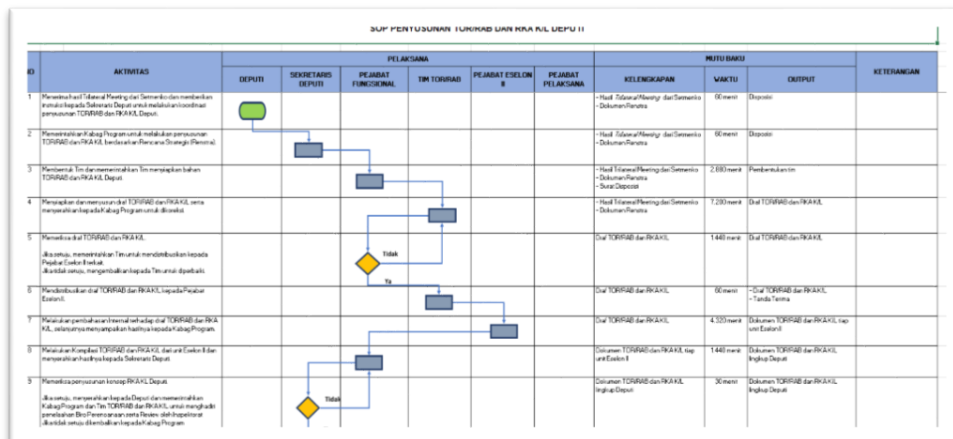 SOP PENYUSUNAN TOR/RAB DAN RKA K/L DEPUTI
NO
AKTIVITAS
PELAKSANA
MUTU BAKU
KETERANGAN
DEPUTI
SEKRETARIS DEPUTI
PEJABAT FUNGSIONAL
TIM TOR/RAB
PEJABAT ESELON II
PEJABAT PELAKSANA
KELENGKAPAN
WAKTU
OUTPUT
1
Menerima hasil Trilateral Meeting dari Sesmenko dan memberikan
instruksi kepada Sekretaris Deputi untuk melakukan koordinasi
penyusunan TOR/RAB dan RKA K/L Deputi.
- Hasil Trilateral Meeting dari Sesmenko
- Dokumen Renstra
60 menit
Disposisi
2
Memerintahkan Kabag Program untuk melakukan penyusunan
TOR/RAB dan RKA K/L berdasarkan Rencana Strategis (Renstra).
- Hasil Trilateral Meeting dari Sesmenko
- Dokumen Renstra
60 menit
Disposisi
3
Membentuk Tim dan memerintahkan Tim menyiapkan bahan
TOR/RAB dan RKA K/L Deputi.
- Hasil Trilateral Meeting dari Sesmenko
- Dokumen Renstra
- Surat Disposisi
2.880 menit
Pembentukan tim
4
Menyiapkan dan menyusun draf TOR/RAB dan RKA K/L serta
menyerahkan kepada Kabag Program untuk dikoreksi.
- Hasil Trilateral Meeting dari Sesmenko
- Dokumen Renstra
7.200 menit
Draf TOR/RAB dan RKA K/L
5
Memeriksa draf TOR/RAB dan RKA K/L.
Jika setuju, memerintahkan Tim untuk mendistribusikan kepada
Pejabat Eselon II terkait.
Jika tidak setuju, mengembalikan kepada Tim untuk diperbaiki.
Tidak
Ya
Draf TOR/RAB dan RKA K/L
1.440 menit
Draf TOR/RAB dan RKA K/L
6
Mendistribusikan draf TOR/RAB dan RKA K/L kepada Pejabat
Eselon II.
Draf TOR/RAB dan RKA K/L
60 menit
- Draf TOR/RAB dan RKA K/L
- Tanda Terima
7
Melakukan pembahasan internal terhadap draf TOR/RAB dan RKA
K/L, selanjutnya menyampaikan hasilnya kepada Kabag Program.
Draf TOR/RAB dan RKA K/L
4.320 menit
Dokumen TOR/RAB dan RKA K/L tiap
unit Eselon II
8
Melakukan Kompilasi TOR/RAB dan RKA K/L dari unit Eselon II dan
menyerahkan hasilnya kepada Sekretaris Deputi.
Dokumen TOR/RAB dan RKA K/L tiap
unit Eselon II
1.440 menit
Dokumen TOR/RAB dan RKA K/L
lingkup Deputi
9
Memeriksa penyusunan konsep RKA K/L Deputi.
Jika setuju, menyerahkan kepada Deputi dan memerintahkan
Kabag Program dan Tim TOR/RAB dan RKA K/L untuk menghadiri
penelaahan Biro Perencanaan serta Review oleh Inspektorat
Jika tidak setuju dikembalikan kepada Kabag Program
Tidak
Dokumen TOR/RAB dan RKA K/L
lingkup Deputi
30 menit
Dokumen TOR/RAB dan RKA K/L
lingkup Deputi